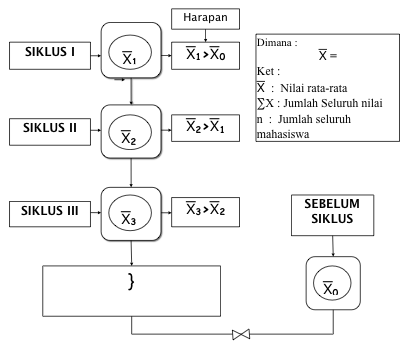 Harapan
SIKLUS I
X̅₁
X̅₁>X̅₀
Dimana :
X̅ =
Ket :
X̅ : Nilai rata-rata
∑X : Jumlah Seluruh nilai
n : Jumlah seluruh
mahasiswa
SIKLUS II
X̅₂
X̅₂>X̅₁
SIKLUS III
X̅₃
X̅₃>X̅₂
SEBELUM
SIKLUS
}
X̅₀